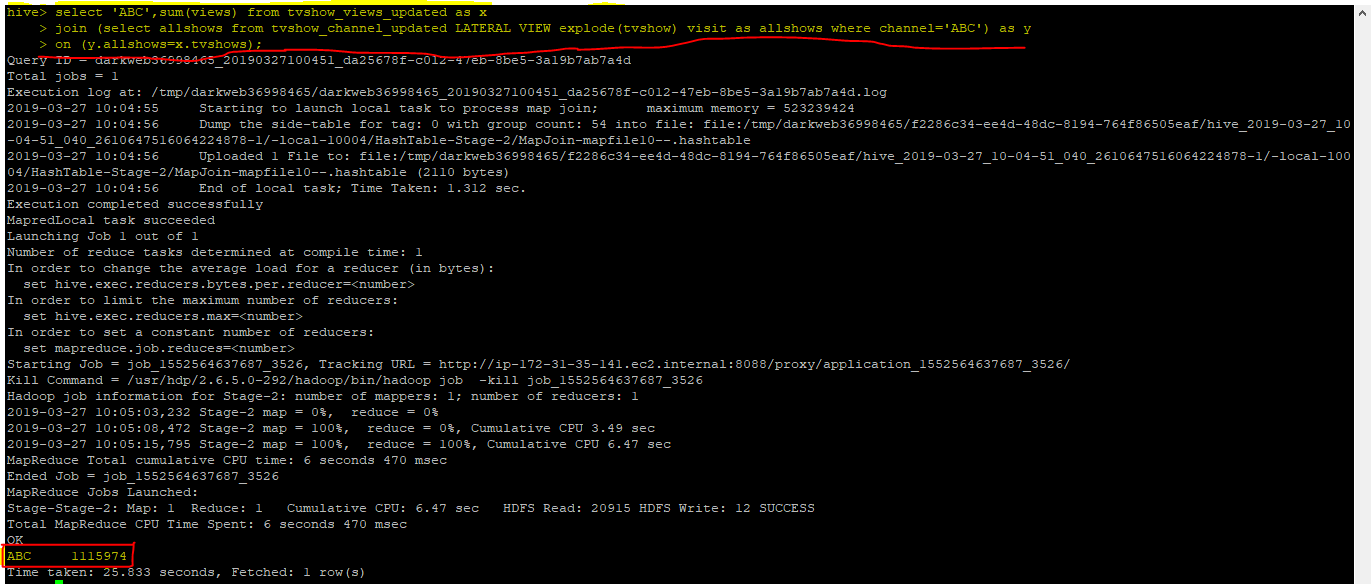 hive> select 'ABC',sum(views) from tvshow_views_updated as x
> join (select allshows from tvshow_channel_updated LATERAL VIEW explode(tvshow) visit as allshows where channel='ABC') as y
> on (y.allshows=x.tvshows);
Query ID = darkweb36998465_20190327100451_da25678f-c012-47eb-8be5-3a19b7ab7a4d
Total jobs = 1
Execution log at: /tmp/darkweb36998465/darkweb36998465_20190327100451_da25678f-c012-47eb-8be5-3a19b7ab7a4d.log
2019-03-27 10:04:55     Starting to launch local task to process map join;      maximum memory = 523239424
2019-03-27 10:04:56     Dump the side-table for tag: 0 with group count: 54 into file: file:/tmp/darkweb36998465/f2286c34-ee4d-48dc-8194-764f86505eaf/hive_2019-03-27_10
-04-51_040_2610647516064224878-1/-local-10004/HashTable-Stage-2/MapJoin-mapfile10--.hashtable
2019-03-27 10:04:56     Uploaded 1 File to: file:/tmp/darkweb36998465/f2286c34-ee4d-48dc-8194-764f86505eaf/hive_2019-03-27_10-04-51_040_2610647516064224878-1/-local-100
04/HashTable-Stage-2/MapJoin-mapfile10--.hashtable (2110 bytes)
2019-03-27 10:04:56     End of local task; Time Taken: 1.312 sec.
Execution completed successfully
MapredLocal task succeeded
Launching Job 1 out of 1
Number of reduce tasks determined at compile time: 1
In order to change the average load for a reducer (in bytes):
  set hive.exec.reducers.bytes.per.reducer=<number>
In order to limit the maximum number of reducers:
  set hive.exec.reducers.max=<number>
In order to set a constant number of reducers:
  set mapreduce.job.reduces=<number>
Starting Job = job_1552564637687_3526, Tracking URL = http://ip-172-31-35-141.ec2.internal:8088/proxy/application_1552564637687_3526/
Kill Command = /usr/hdp/2.6.5.0-292/hadoop/bin/hadoop job  -kill job_1552564637687_3526
Hadoop job information for Stage-2: number of mappers: 1; number of reducers: 1
2019-03-27 10:05:03,232 Stage-2 map = 0%,  reduce = 0%
2019-03-27 10:05:08,472 Stage-2 map = 100%,  reduce = 0%, Cumulative CPU 3.49 sec
2019-03-27 10:05:15,795 Stage-2 map = 100%,  reduce = 100%, Cumulative CPU 6.47 sec
MapReduce Total cumulative CPU time: 6 seconds 470 msec
Ended Job = job_1552564637687_3526
MapReduce Jobs Launched:
Stage-Stage-2: Map: 1  Reduce: 1   Cumulative CPU: 6.47 sec   HDFS Read: 20915 HDFS Write: 12 SUCCESS
Total MapReduce CPU Time Spent: 6 seconds 470 msec
OK
ABC     1115974
Time taken: 25.833 seconds, Fetched: 1 row(s)